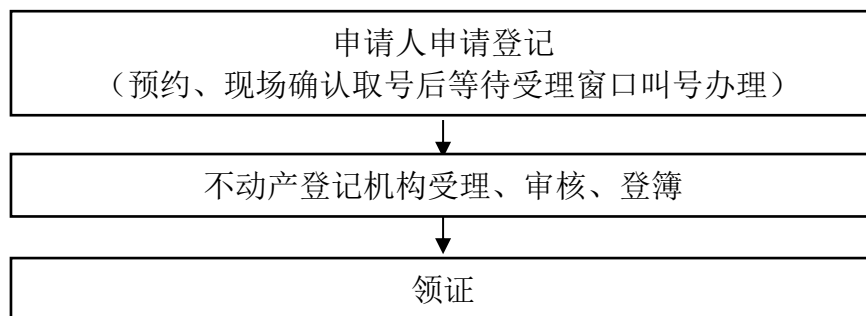 申请人申请登记
（预约、现场确认取号后等待受理窗口叫号办理）
不动产登记机构受理、审核、登簿
领证